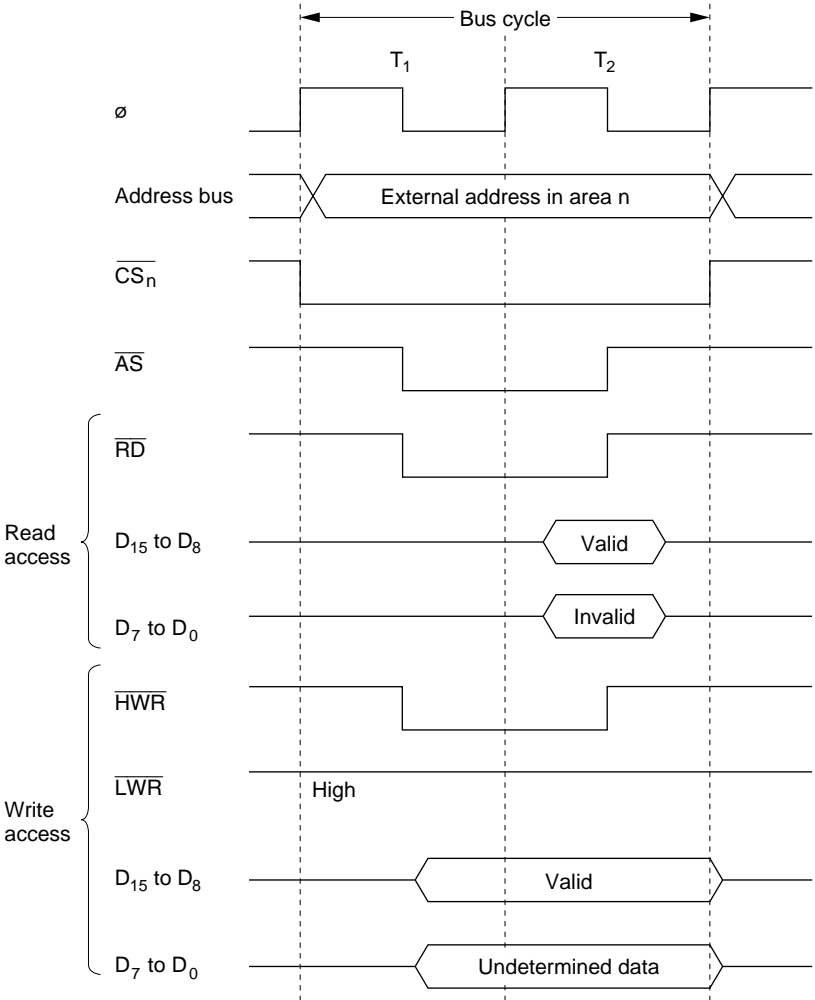 Bus cycle
T1 T2
ø
Address bus External address in area n
CSn
AS
RD
Read access
D15 to D8 Valid
D7 to D0 Invalid
HWR
LWR High
Write access
D15 to D8 Valid
D7 to D0 Undetermined data